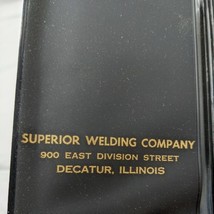 SUPERIOR WELDING COMPANY
900 EAST DIVISION STREET
DECATUR, ILLINOIS